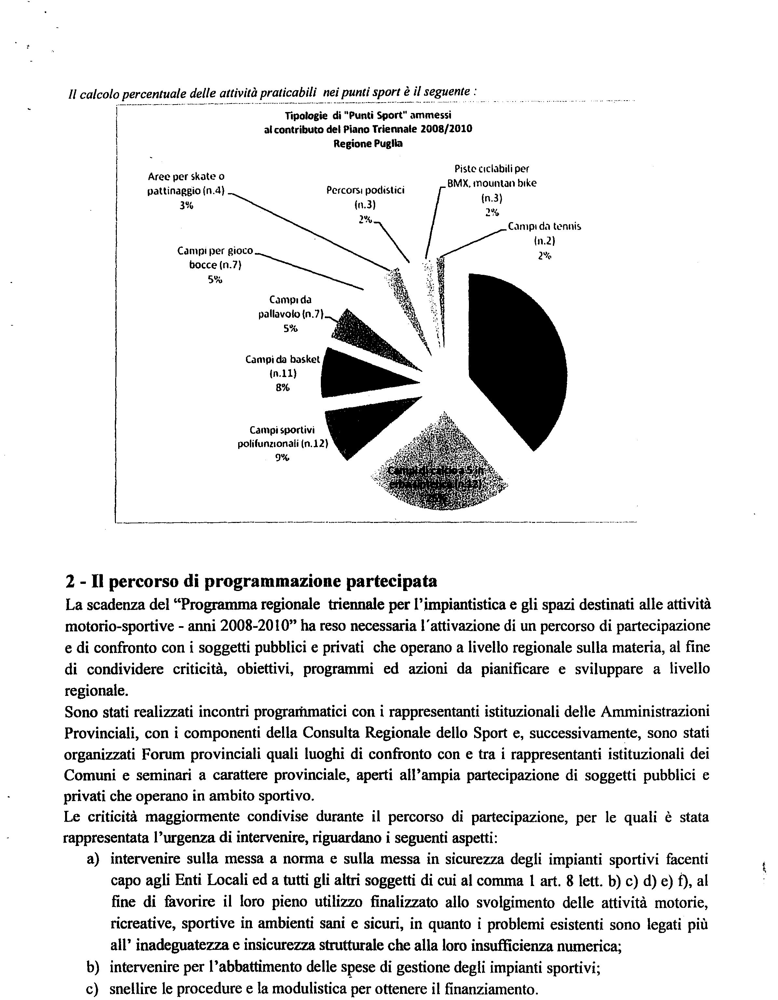 Il calcolo percentuale delle attività praticabili nei punti sport è il seguente :
Tipologie di "Punti Sport" ammessi
al contributo del Piano Triennale 2008/2010
Regione Puglia
Aree per skate o
pattinaggio (n.4)
3%
Percorsi podistici
(n.3)
2%
Piste ciclabili per
BMX, mountan bike
(n.3)
2%
Campi da tennis
(n.2)
2%
Campi per gioco
bocce (n.7)
5%
Campi da
pallavolo (n.7)
5%
Campi da basket
(n.11)
8%
Campi sportivi
polifunzionali (n.12)
9%
Campi di calcio a 5 in
erba sintetica
2 - Il percorso di programmazione partecipata
La scadenza del “Programma regionale triennale per l’impiantistica e gli spazi destinati alle attività
motorio-sportive - anni 2008-2010” ha reso necessaria l´attivazione di un percorso di partecipazione
e di confronto con i soggetti pubblici e privati che operano a livello regionale sulla materia, al fine
di condividere criticità, obiettivi, programmi ed azioni da pianificare e sviluppare a livello
regionale.
Sono stati realizzati incontri programmatici con i rappresentanti istituzionali delle Amministrazioni
Provinciali, con i componenti della Consulta Regionale dello Sport e, successivamente, sono stati
organizzati Forum provinciali quali luoghi di confronto con e tra i rappresentanti istituzionali dei
Comuni e seminari a carattere provinciale, aperti all’ampia partecipazione di soggetti pubblici e
privati che operano in ambito sportivo.
Le criticità maggiormente condivise durante il percorso di partecipazione, per le quali è stata
rappresentata l’urgenza di intervenire, riguardano i seguenti aspetti:
a) intervenire sulla messa a norma e sulla messa in sicurezza degli impianti sportivi facenti
capo agli Enti Locali ed a tutti gli altri soggetti di cui al comma 1 art. 8 lett. b) c) d) e) f), al
fine di favorire il loro pieno utilizzo finalizzato allo svolgimento delle attività motorie,
ricreative, sportive in ambienti sani e sicuri, in quanto i problemi esistenti sono legati più
all’ inadeguatezza e insicurezza strutturale che alla loro insufficienza numerica;
b) intervenire per l’abbattimento delle spese di gestione degli impianti sportivi;
c) snellire le procedure e la modulistica per ottenere il finanziamento.